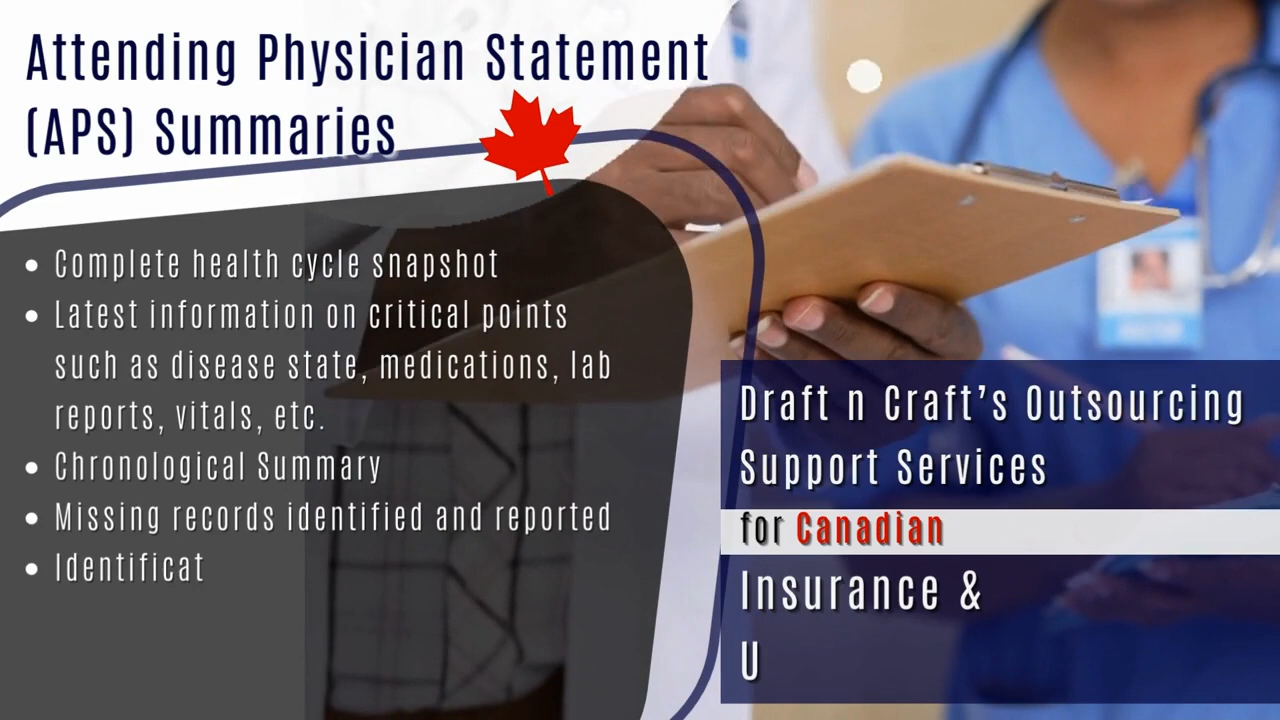 Attending Physician Statement
(APS) Summaries
• Complete health cycle snapshot
• Latest information on critical points
such as disease state, medications, lab
reports, vitals, etc.
• Chronological Summary
• Missing records identified and reported
• Identificat
Draft n Craft’s Outsourcing
Support Services
for Canadian
Insurance &
U